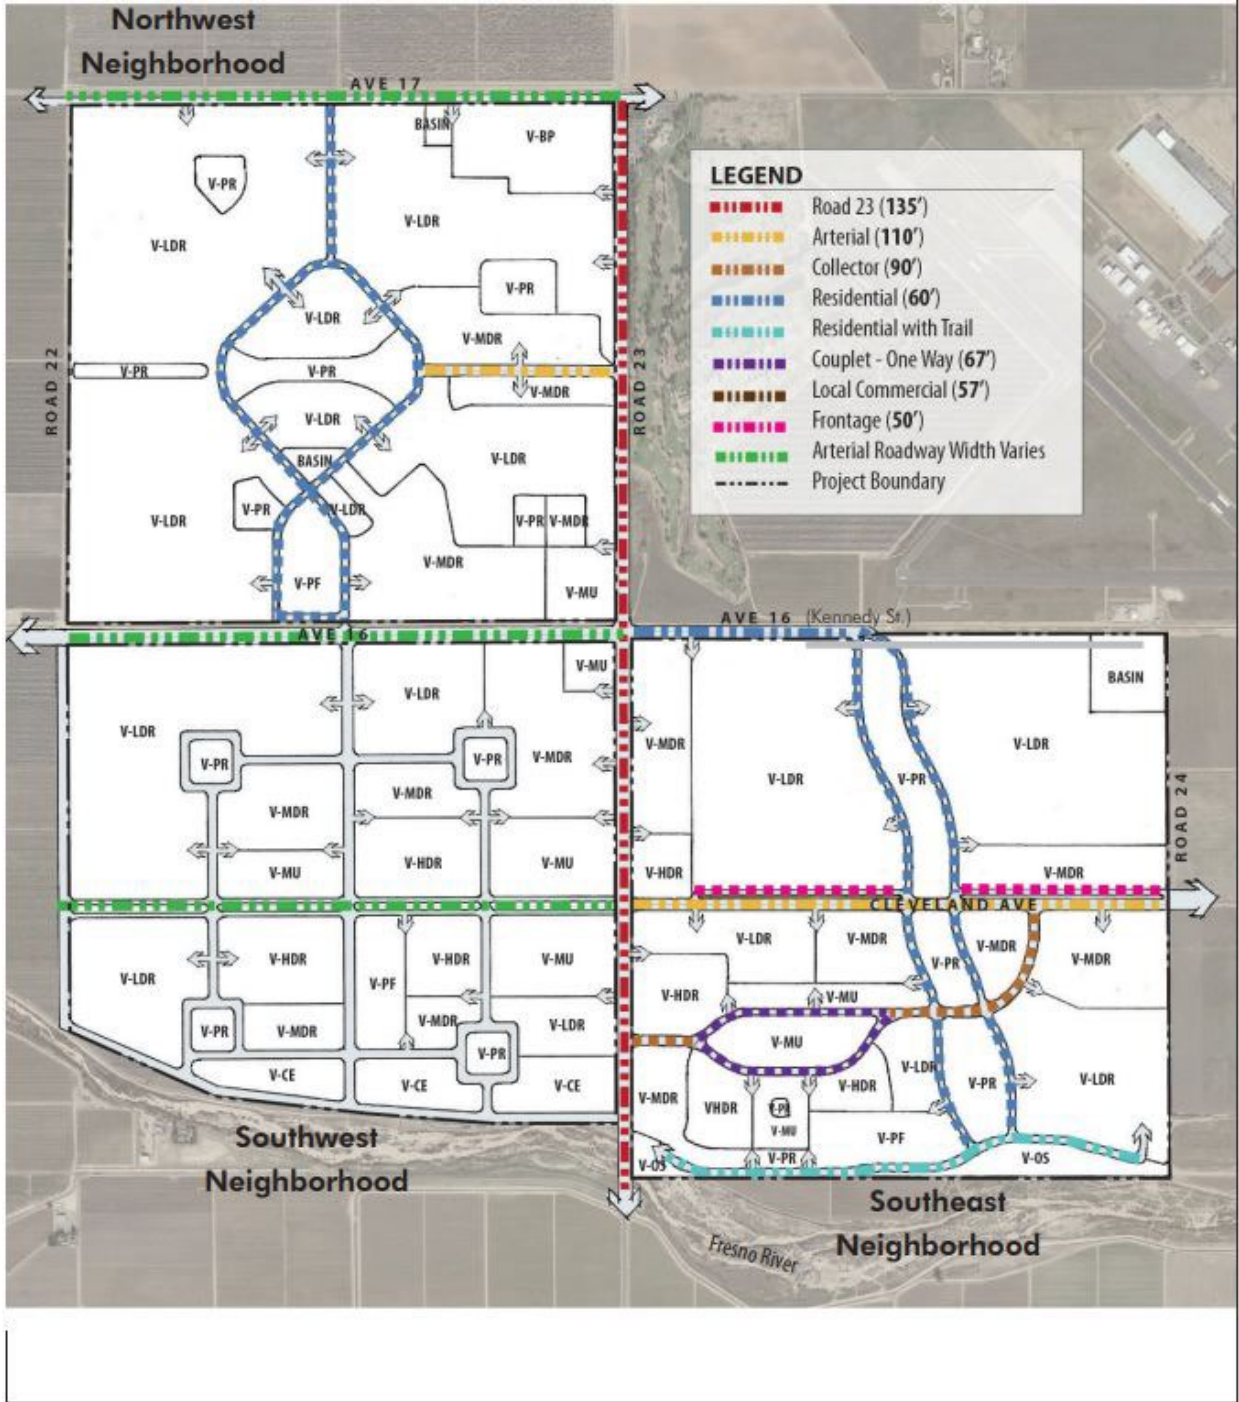 Northwest
Neighborhood
AVE 17
BASIN
V-BP
V-PR
V-LDR
V-LDR
LEGEND
Road 23 (135')
Arterial (110')
Collector (90')
Residential (60')
Residential with Trail
Couplet - One Way (67')
Local Commercial (57')
Frontage (50')
Arterial Roadway Width Varies
Project Boundary
V-PR
V-LDR
V-MDR
ROAD 22
ROAD 23
V-PR
V-PR
V-MDR
V-LDR
BASIN
V-LDR
V-PR
V-LDR
V-LDR
V-PR
V-MDR
V-MDR
V-PF
V-MU
AVE 16
AVE 16 (Kennedy St.)
V-MU
V-LDR
V-LDR
V-PR
V-PR
V-MDR
V-MDR
V-MDR
V-MU
V-HDR
V-MU
BASIN
V-MDR
V-LDR
V-PR
V-LDR
ROAD 24
V-HDR
V-MDR
CLEVELAND AVE
V-LDR
V-HDR
V-PF
V-HDR
V-MU
V-PR
V-MDR
V-MDR
V-LDR
V-PR
V-CE
V-CE
V-CE
V-LDR
V-MDR
V-PR
V-MDR
V-MDR
V-HDR
V-MU
V-MU
V-LDR
V-PR
V-LDR
V-MDR
VHDR
V-PR
V-MU
V-HDR
V-PF
V-OS
V-PR
V-OS
Southwest
Neighborhood
Southeast
Neighborhood
Fresno River